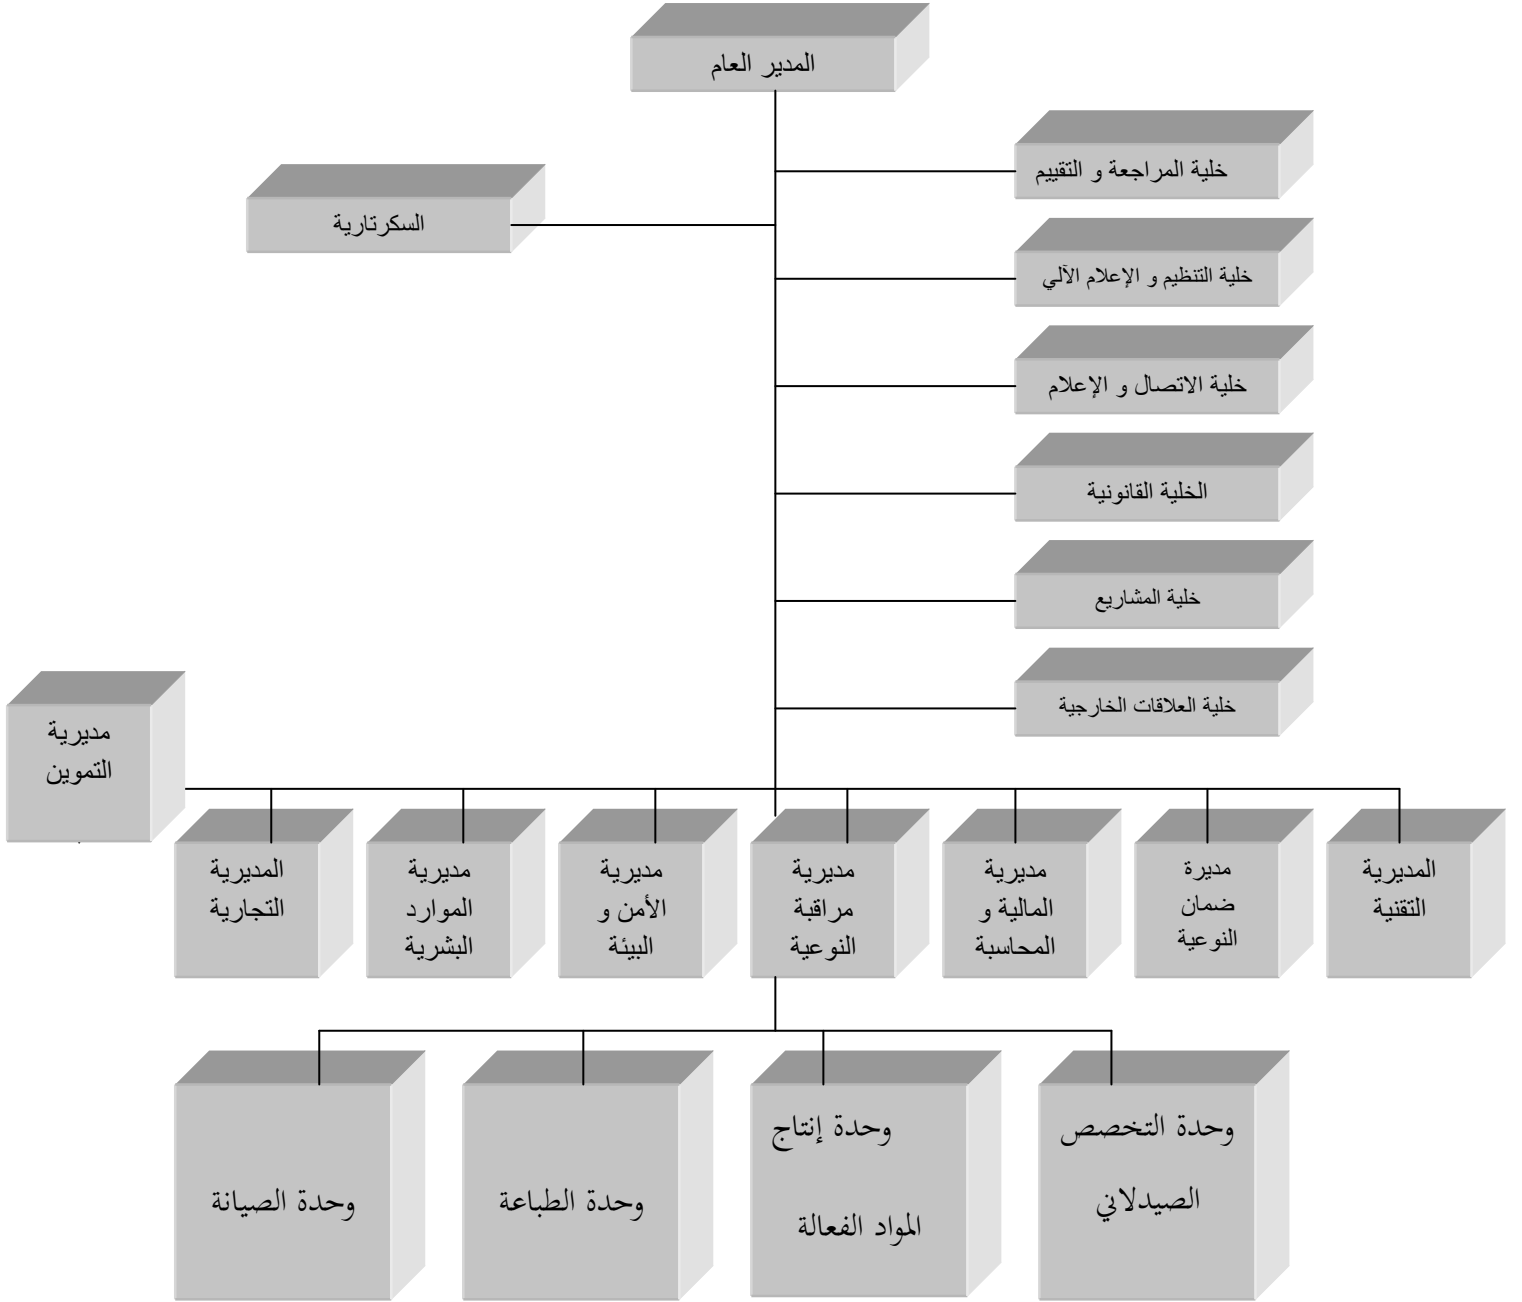 المدير العام
خلية المراجعة و التقييم
السكرتارية
خلية التنظيم و الإعلام الآلي
خلية الاتصال و الإعلام
الخلية القانونية
خلية المشاريع
خلية العلاقات الخارجية
المديرية
التقنية
مديرة
ضمان
النوعية
مديرية
المالية و
المحاسبة
مديرية
مراقبة
النوعية
مديرية
الأمن و
البيئة
مديرية
الموارد
البشرية
المديرية
التجارية
مديرية
التموين
وحدة التخصص
الصيدلاني
وحدة إنتاج
المواد الفعالة
وحدة الطباعة
وحدة الصيانة